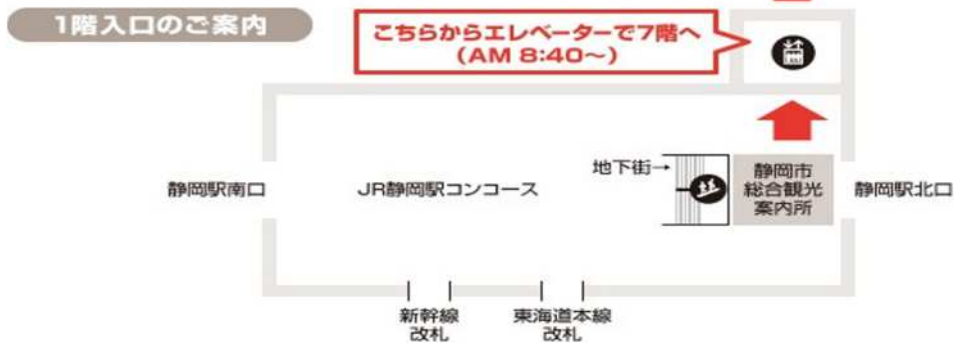 1階入口のご案内
こちらからエレベーターで7階へ
(AM 8:40～)
地下街→
静岡市
総合観光
案内所
静岡駅南口
JR静岡駅コンコース
静岡駅北口
新幹線
改札
東海道本線
改札